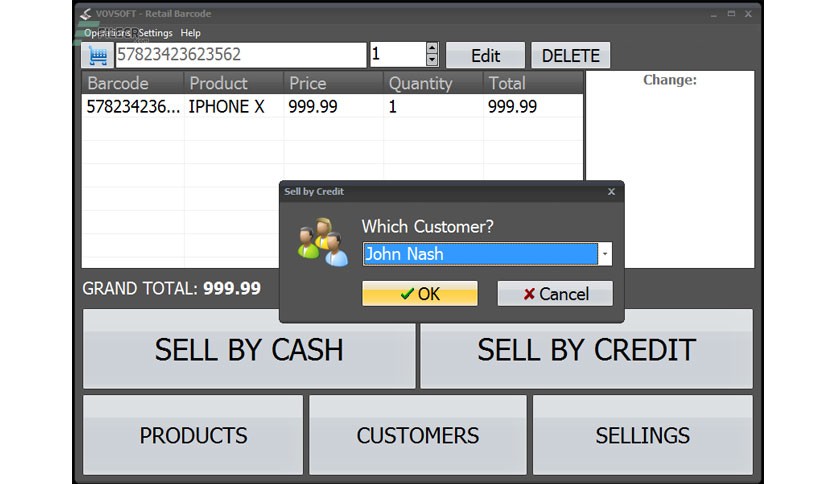 VOVSOFT - Retail Barcode
Operations Settings Help
57823423623562 1 Edit DELETE
Barcode Product Price Quantity Total
578234236... IPHONE X 999.99 1 999.99
Change:
Sell by Credit
Which Customer?
John Nash
OK Cancel
GRAND TOTAL: 999.99
SELL BY CASH SELL BY CREDIT
PRODUCTS CUSTOMERS SELLINGS